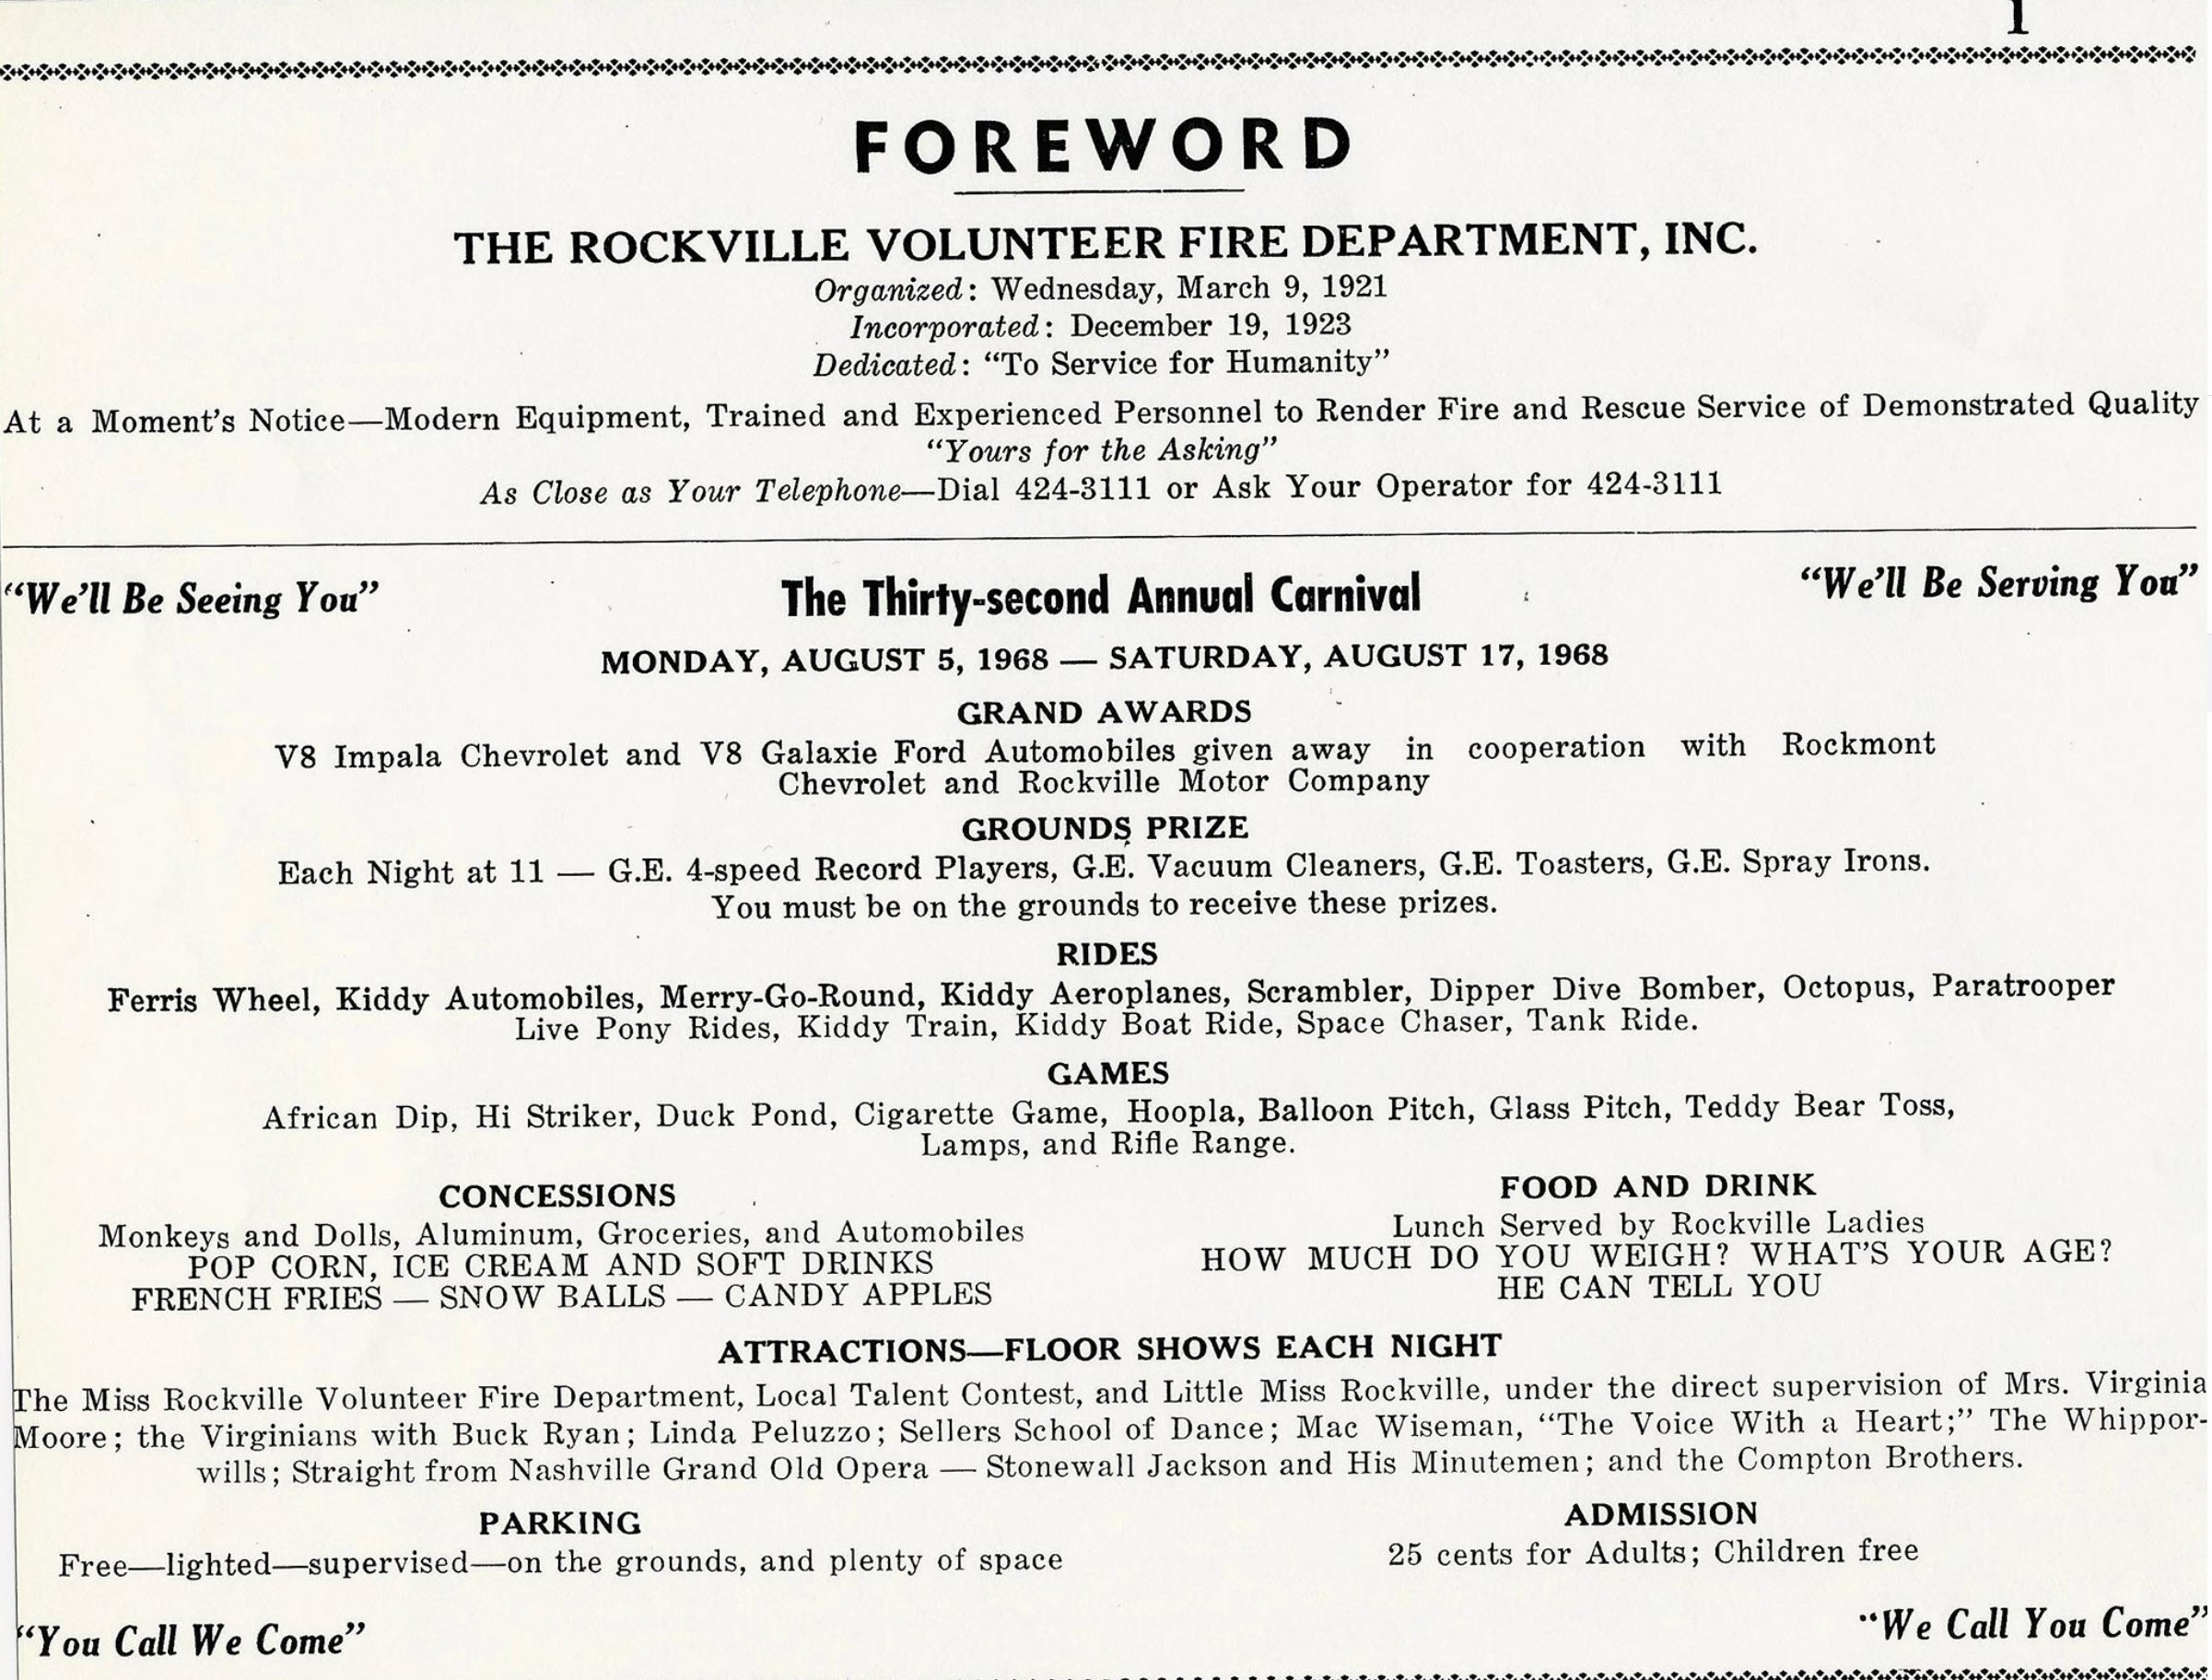 1
FOREWORD
THE ROCKVILLE VOLUNTEER FIRE DEPARTMENT, INC.
Organized: Wednesday, March 9, 1921
Incorporated: December 19, 1923
Dedicated: “To Service for Humanity”
At a Moment’s Notice—Modern Equipment, Trained and Experienced Personnel to Render Fire and Rescue Service of Demonstrated Quality
“Yours for the Asking”
As Close as Your Telephone—Dial 424-3111 or Ask Your Operator for 424-3111
“We’ll Be Seeing You”
The Thirty-second Annual Carnival
“We’ll Be Serving You”
MONDAY, AUGUST 5, 1968 — SATURDAY, AUGUST 17, 1968
GRAND AWARDS
V8 Impala Chevrolet and V8 Galaxie Ford Automobiles given away in cooperation with Rockmont
Chevrolet and Rockville Motor Company
GROUNDS PRIZE
Each Night at 11 — G.E. 4-speed Record Players, G.E. Vacuum Cleaners, G.E. Toasters, G.E. Spray Irons.
You must be on the grounds to receive these prizes.
RIDES
Ferris Wheel, Kiddy Automobiles, Merry-Go-Round, Kiddy Aeroplanes, Scrambler, Dipper Dive Bomber, Octopus, Paratrooper
Live Pony Rides, Kiddy Train, Kiddy Boat Ride, Space Chaser, Tank Ride.
GAMES
African Dip, Hi Striker, Duck Pond, Cigarette Game, Hoopla, Balloon Pitch, Glass Pitch, Teddy Bear Toss,
Lamps, and Rifle Range.
CONCESSIONS
Monkeys and Dolls, Aluminum, Groceries, and Automobiles
POP CORN, ICE CREAM AND SOFT DRINKS
FRENCH FRIES — SNOW BALLS — CANDY APPLES
FOOD AND DRINK
Lunch Served by Rockville Ladies
HOW MUCH DO YOU WEIGH? WHAT’S YOUR AGE?
HE CAN TELL YOU
ATTRACTIONS—FLOOR SHOWS EACH NIGHT
The Miss Rockville Volunteer Fire Department, Local Talent Contest, and Little Miss Rockville, under the direct supervision of Mrs. Virginia
Moore; the Virginians with Buck Ryan; Linda Peluzzo; Sellers School of Dance; Mac Wiseman, “The Voice With a Heart;” The Whippor-
wills; Straight from Nashville Grand Old Opera — Stonewall Jackson and His Minutemen; and the Compton Brothers.
PARKING
Free—lighted—supervised—on the grounds, and plenty of space
ADMISSION
25 cents for Adults; Children free
“You Call We Come”
“We Call You Come”